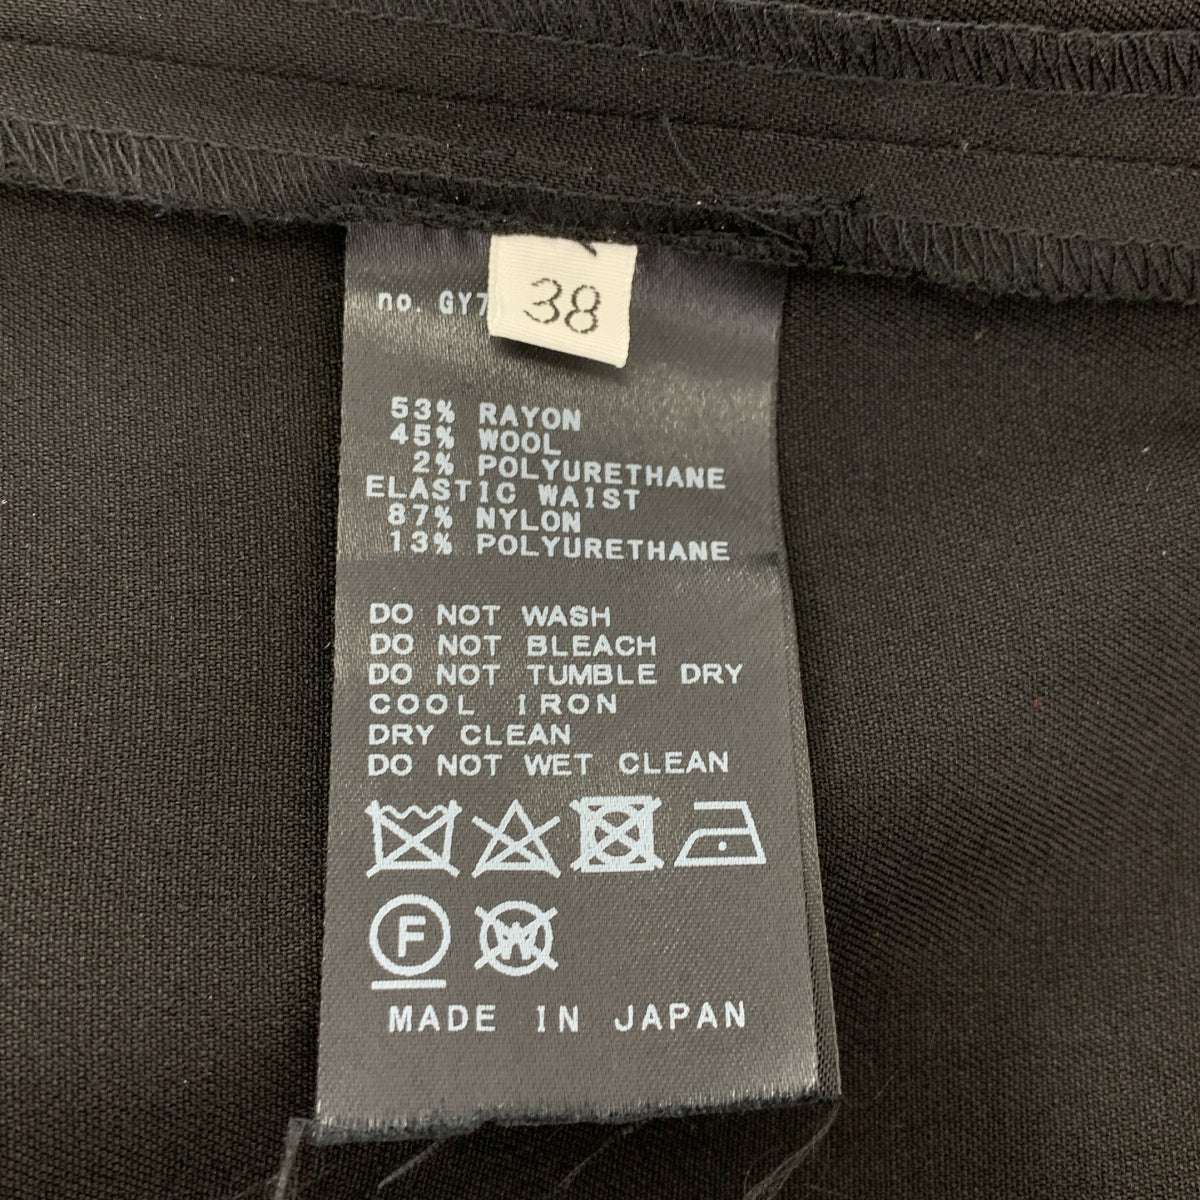 38
no. GY7
53% RAYON
45% WOOL
2% POLYURETHANE
ELASTIC WAIST
87% NYLON
13% POLYURETHANE
DO NOT WASH
DO NOT BLEACH
DO NOT TUMBLE DRY
COOL IRON
DRY CLEAN
DO NOT WET CLEAN
F W
MADE IN JAPAN